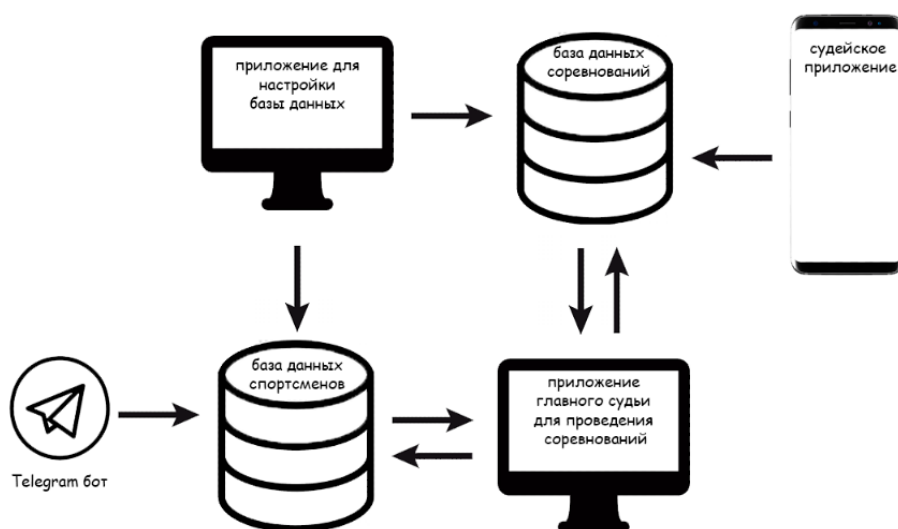 приложение для
настройки
базы данных
база данных
соревнований
судейское
приложение
база данных
спортсменов
приложение
главного судьи
для проведения
соревнований
Telegram бот